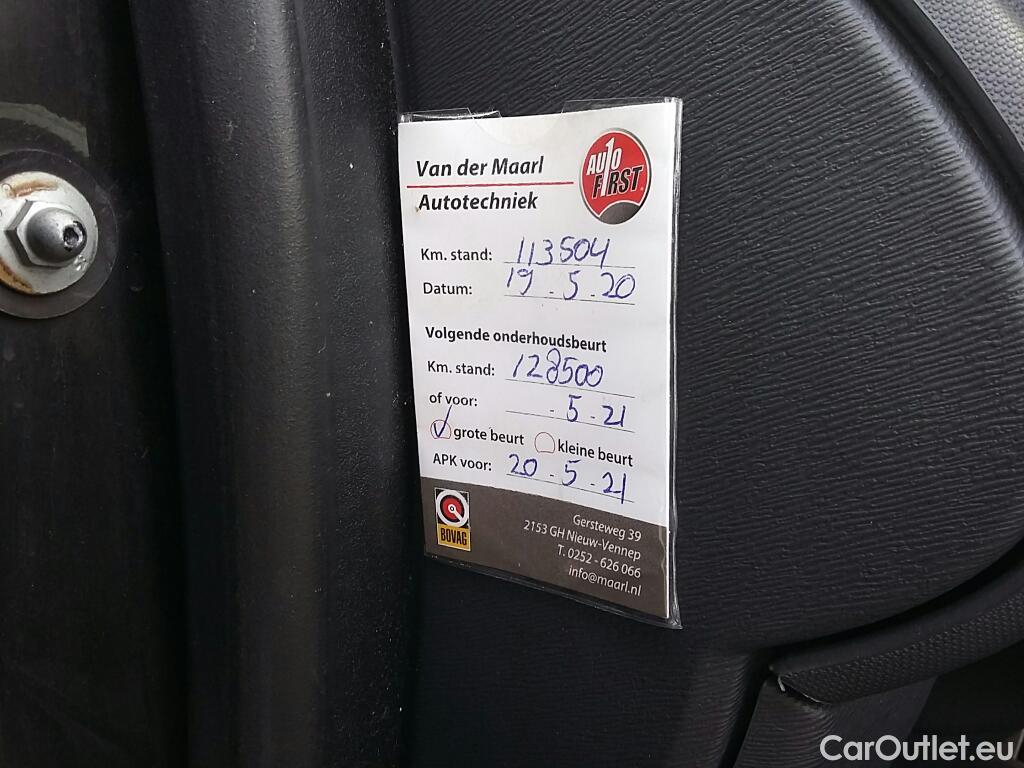 Van der Maarl
Autotechniek
AUTO
F1RST
Km. stand: 113504
Datum: 19 . 5 . 20
Volgende onderhoudsbeurt
Km. stand: 128500
of voor: . 5 . 21
grote beurt kleine beurt
APK voor: 20 . 5 . 21
BOVAG
Gersteweg 39
2153 GH Nieuw-Vennep
T. 0252 - 626 066
info@maarl.nl
CarOutlet.eu